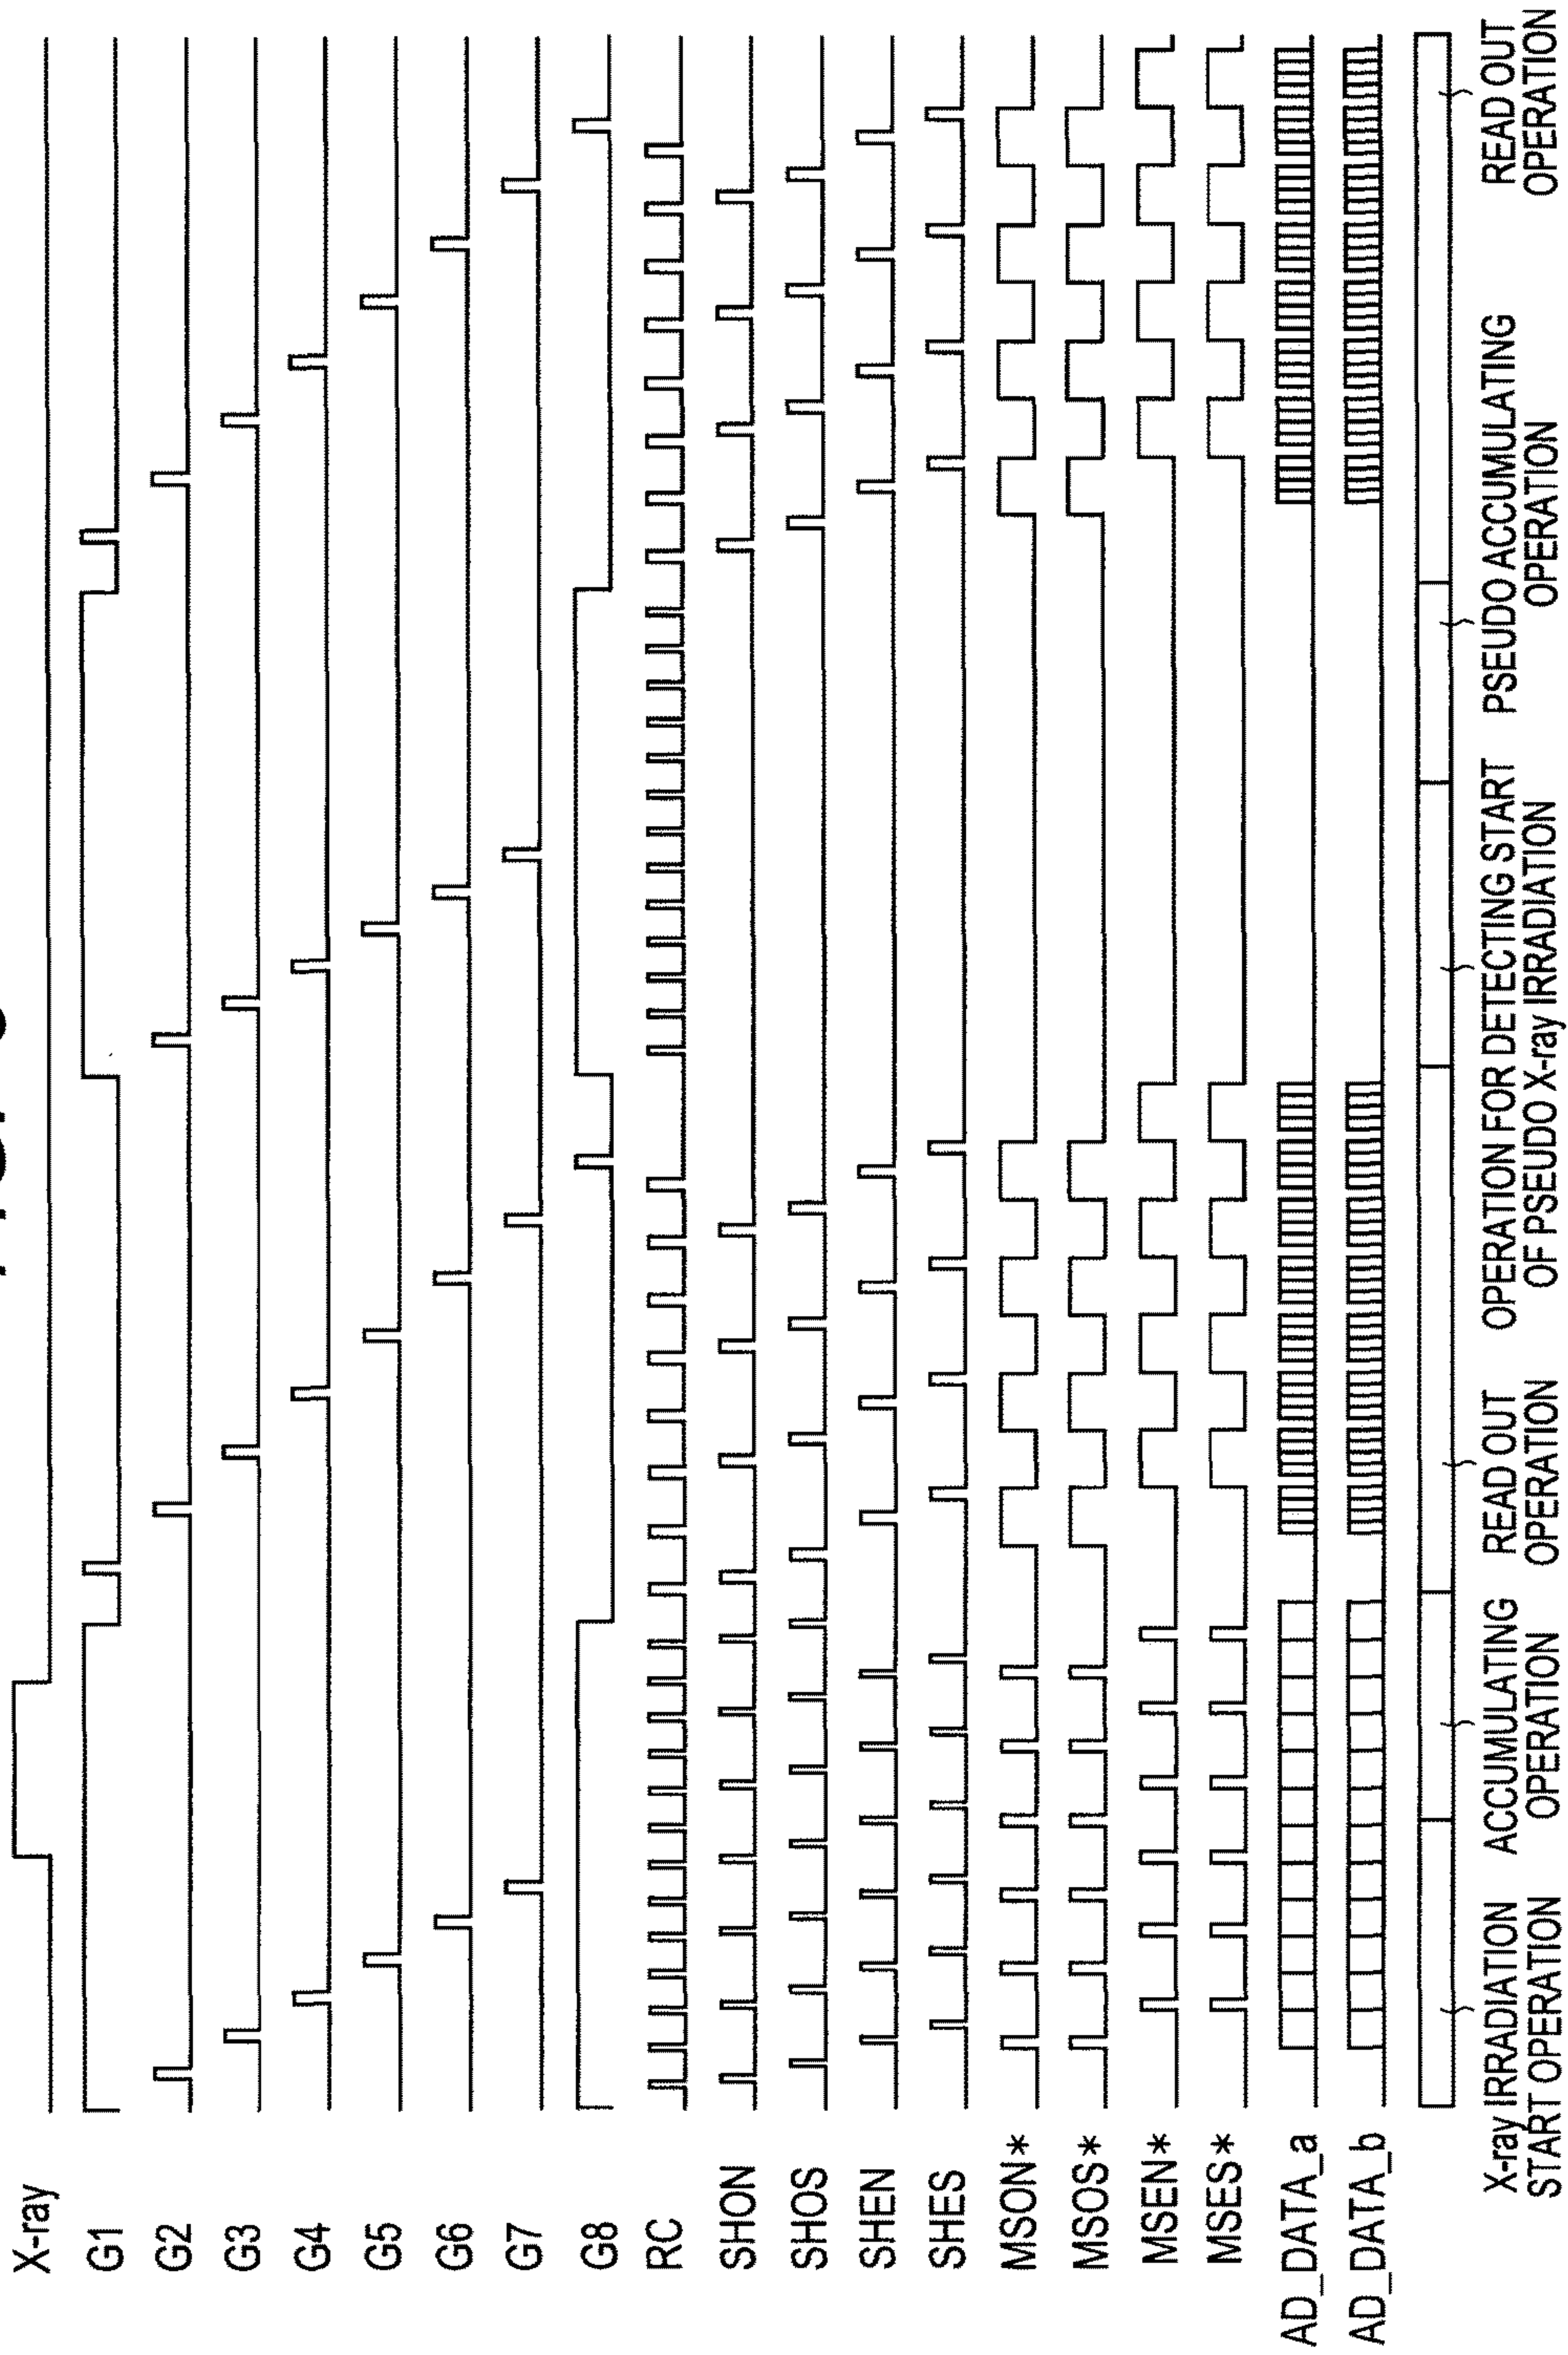 X-ray
G1
G2
G3
G4
G5
G6
G7
G8
RC
SHON
SHOS
SHEN
SHES
MSON*
MSOS*
MSEN*
MSES*
AD_DATA_a
AD_DATA_b
X-ray IRRADIATION
START OPERATION
ACCUMULATING
OPERATION
READ OUT
OPERATION
OPERATION FOR DETECTING START
OF PSEUDO X-ray IRRADIATION
PSEUDO ACCUMULATING
OPERATION
READ OUT
OPERATION